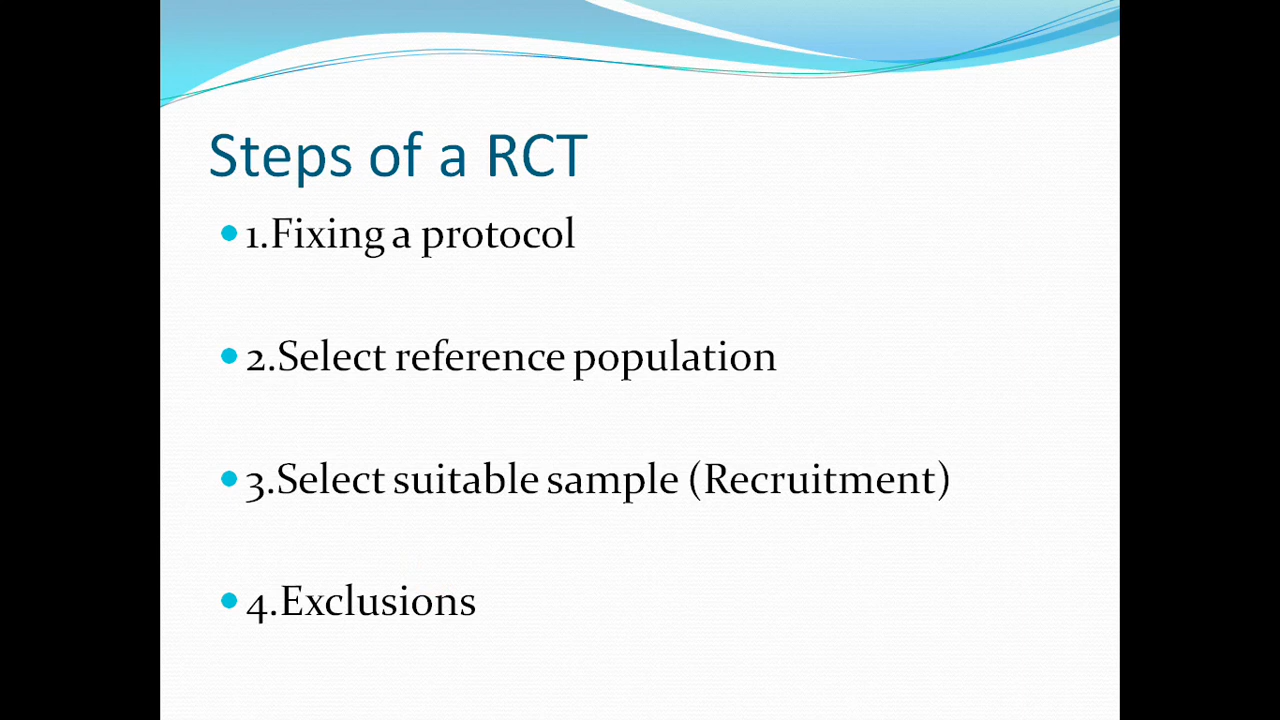 Steps of a RCT
1.Fixing a protocol
2.Select reference population
3.Select suitable sample (Recruitment)
4.Exclusions